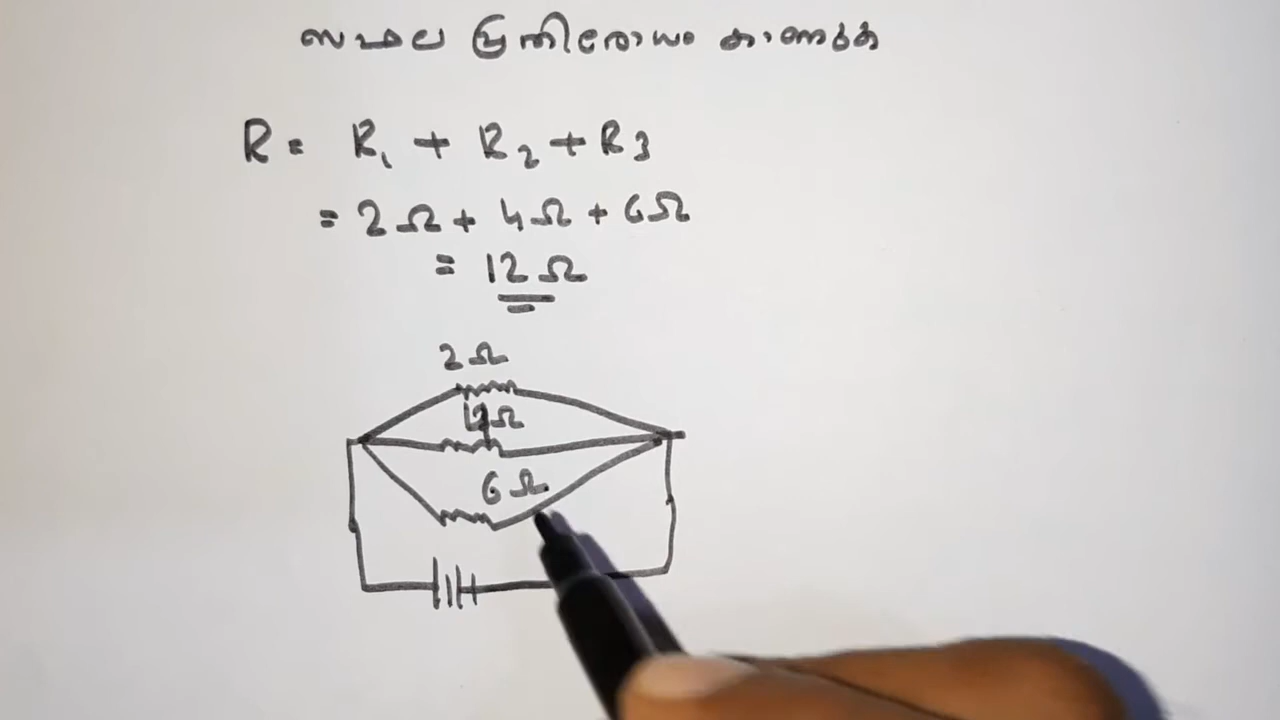 സഫല പ്രതിരോധം കാണുക
R = R₁ + R₂ + R3
= 2Ω + 4Ω + 6Ω
= 12Ω
2Ω
4Ω
6Ω